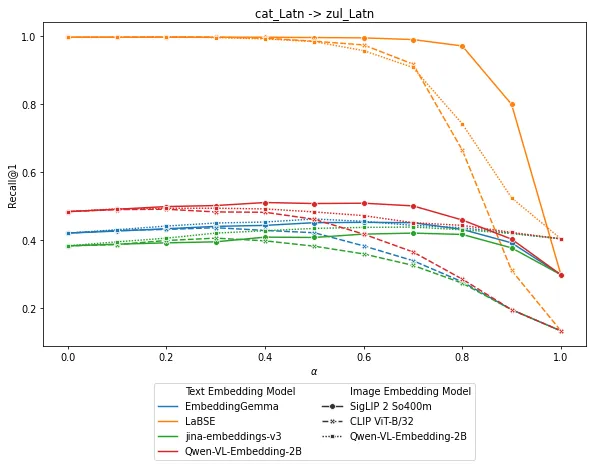 cat_Latn -> zul_Latn
1.0
0.8
0.6
0.4
0.2
Recall@1
0.0 0.2 0.4 0.6 0.8 1.0
α
Text Embedding Model Image Embedding Model
EmbeddingGemma SigLIP 2 So400m
LaBSE CLIP ViT-B/32
jina-embeddings-v3 Qwen-VL-Embedding-2B
Qwen-VL-Embedding-2B